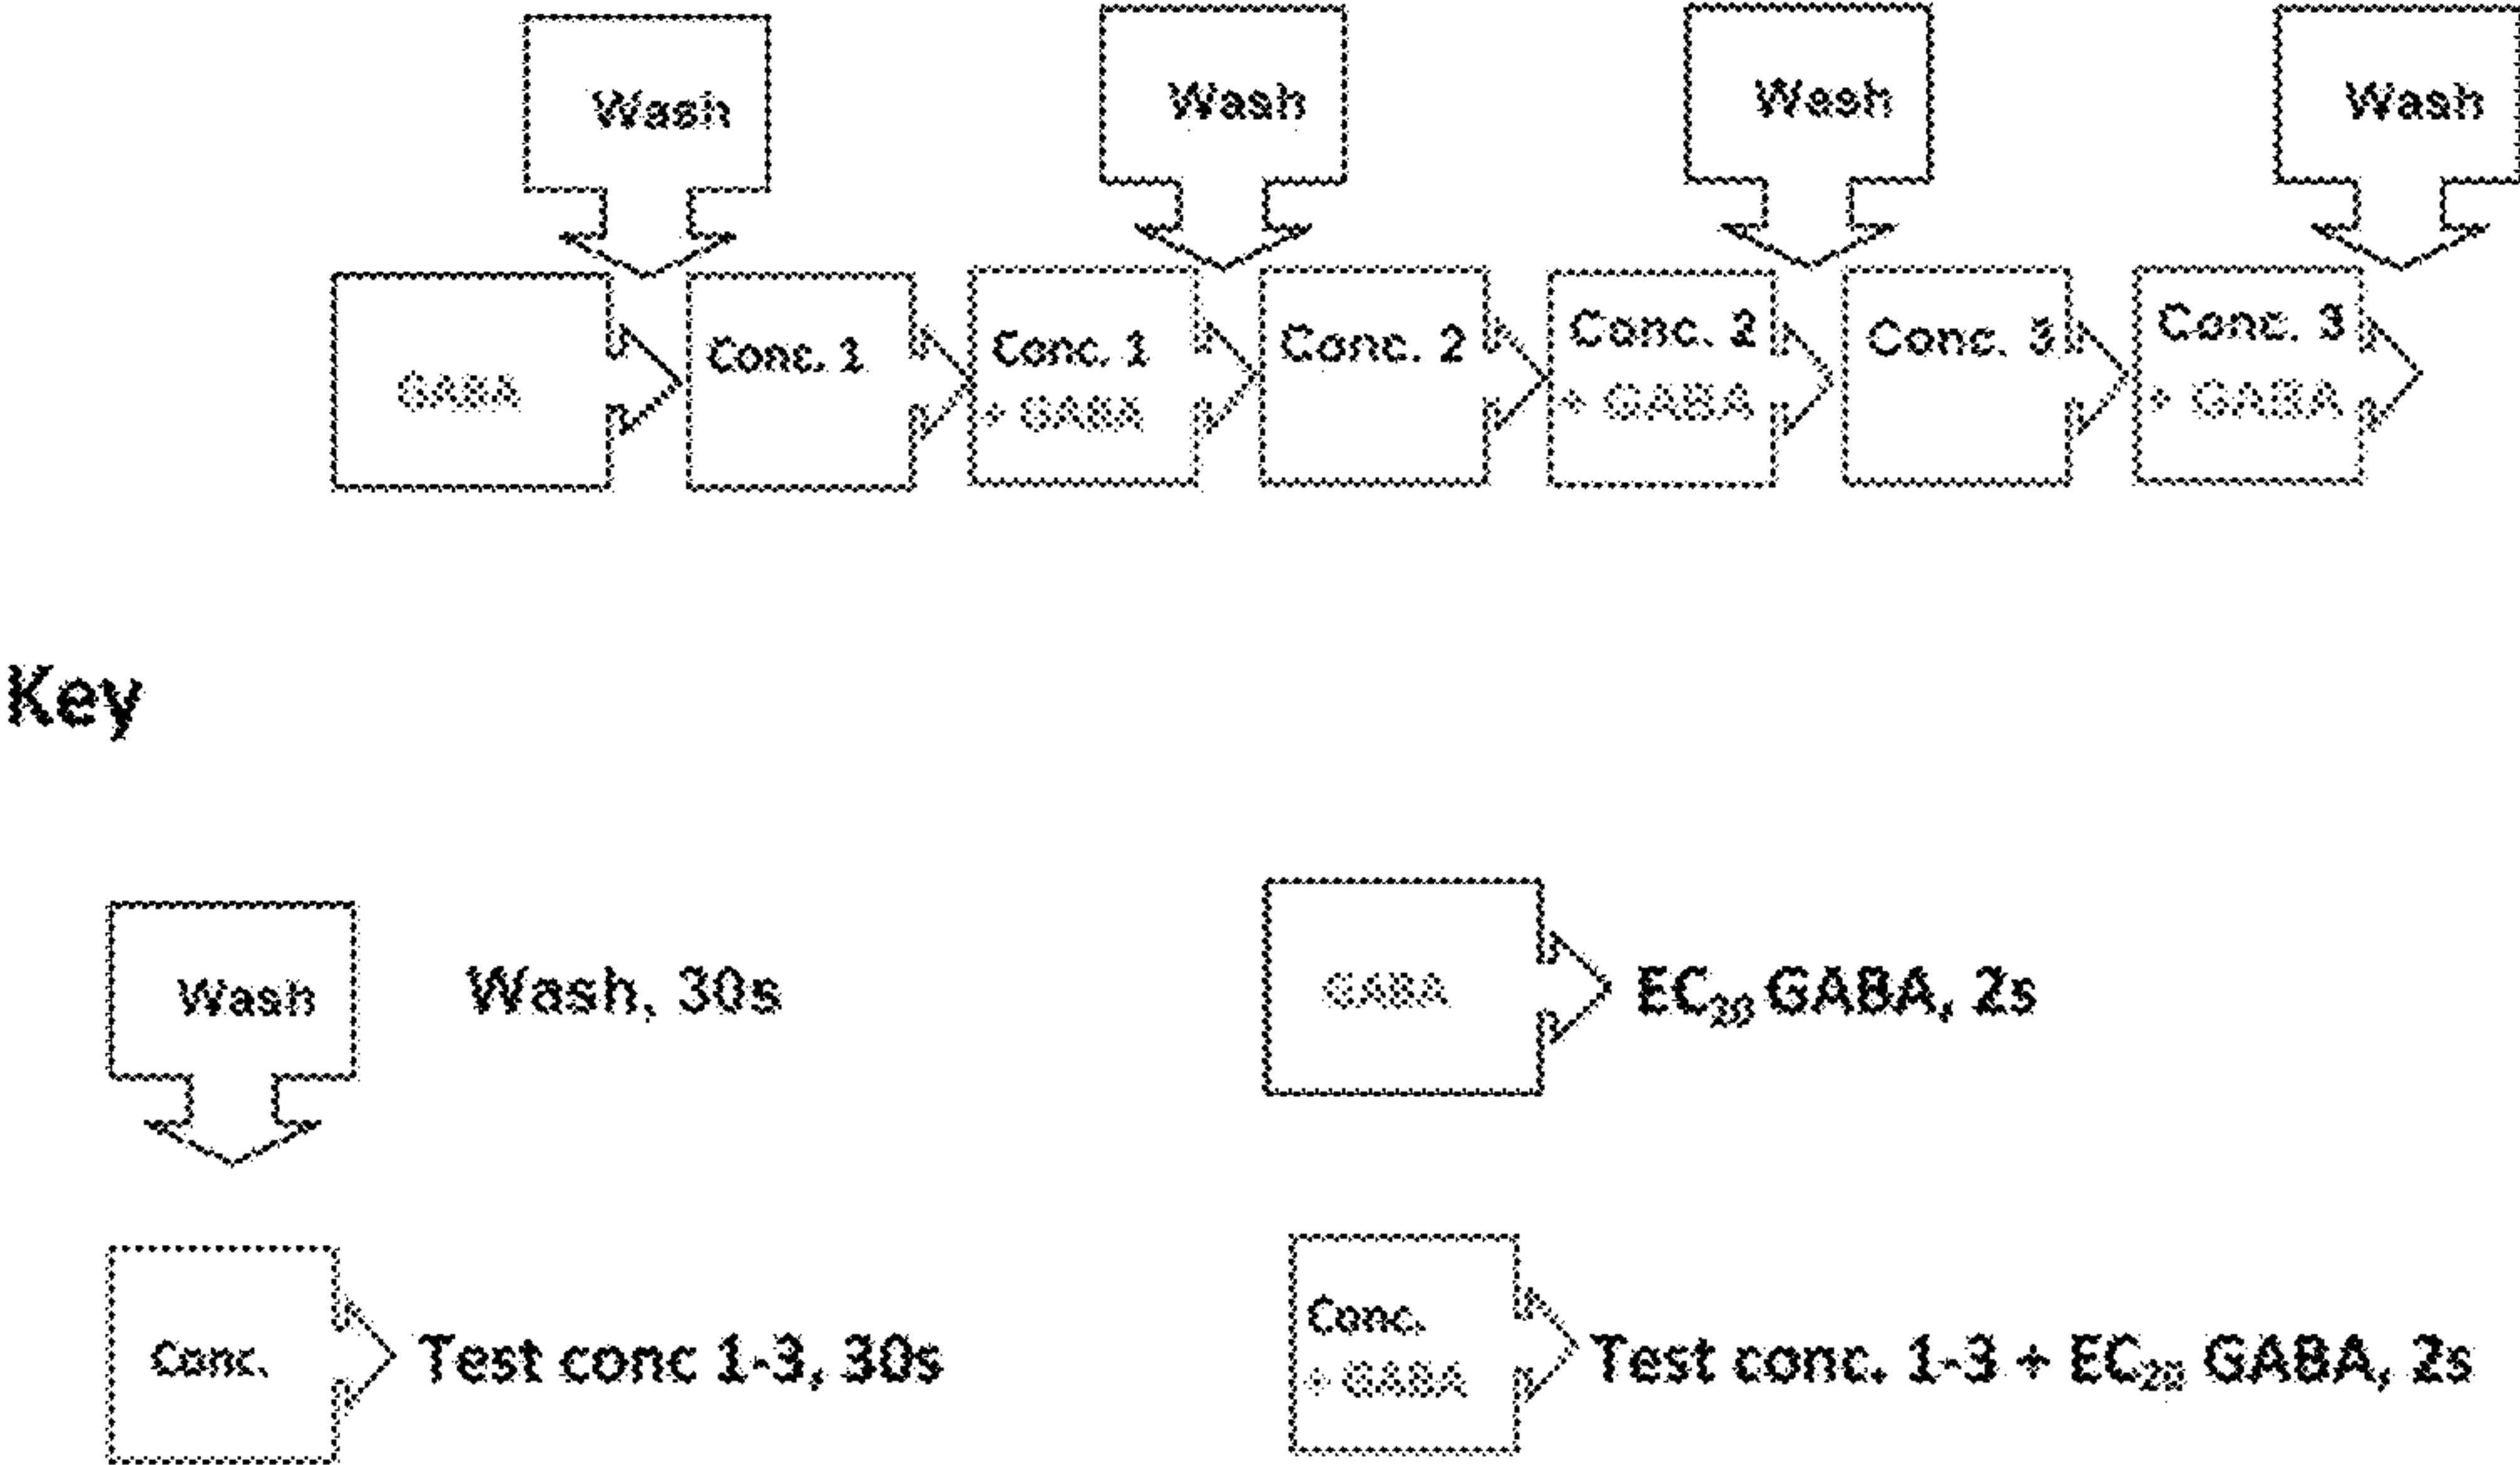 Wash
Wash
Wash
Wash
GABA
Conc. 1
Conc. 1
+ GABA
Conc. 2
Conc. 2
+ GABA
Conc. 3
Conc. 3
+ GABA
Key
Wash
Wash, 30s
GABA
EC20 GABA, 2s
Conc.
Test conc 1-3, 30s
Conc.
+ GABA
Test conc. 1-3 + EC20 GABA, 2s